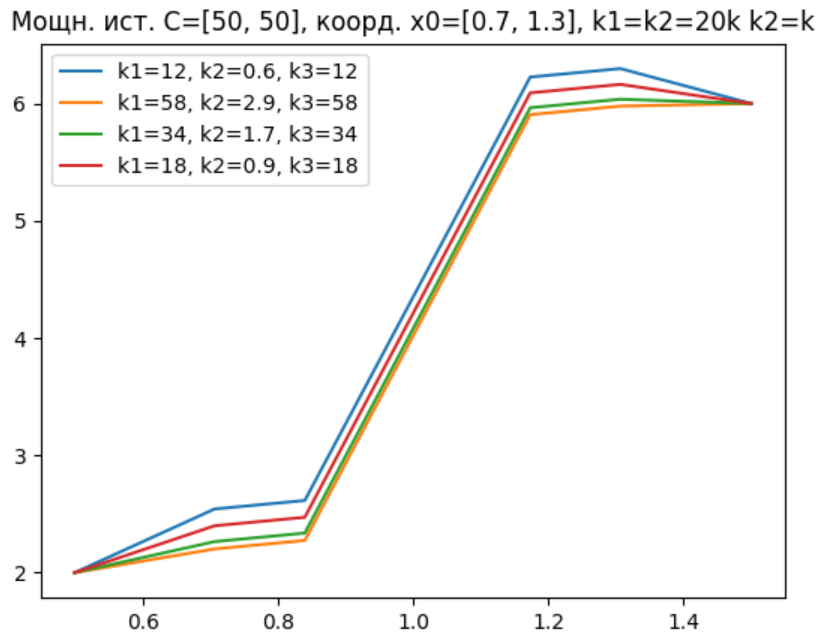 Мощн. ист. C=[50, 50], коорд. x0=[0.7, 1.3], k1=k2=20k k2=k
k1=12, k2=0.6, k3=12
k1=58, k2=2.9, k3=58
k1=34, k2=1.7, k3=34
k1=18, k2=0.9, k3=18
6
5
4
3
2
0.6 0.8 1.0 1.2 1.4